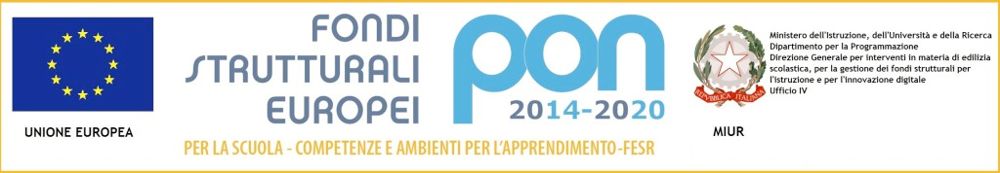 UNIONE EUROPEA
FONDI
STRUTTURALI
EUROPEI
pon
2014-2020
PER LA SCUOLA - COMPETENZE E AMBIENTI PER L'APPRENDIMENTO-FESR
REPVBBLICA ITALIANA
MIUR
Ministero dell'Istruzione, dell'Università e della Ricerca
Dipartimento per la Programmazione
Direzione Generale per interventi in materia di edilizia
scolastica, per la gestione dei fondi strutturali per
l'istruzione e per l'innovazione digitale
Ufficio IV